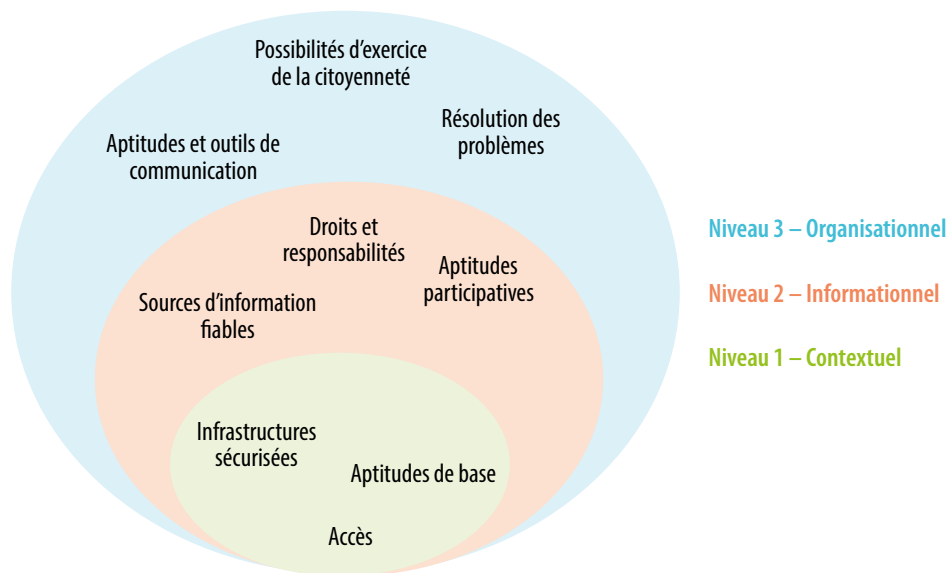 Possibilités d’exercice
de la citoyenneté
Résolution des
problèmes
Aptitudes et outils de
communication
Droits et
responsabilités
Aptitudes
participatives
Sources d’information
fiables
Infrastructures
sécurisées
Aptitudes de base
Accès
Niveau 3 – Organisationnel
Niveau 2 – Informationnel
Niveau 1 – Contextuel